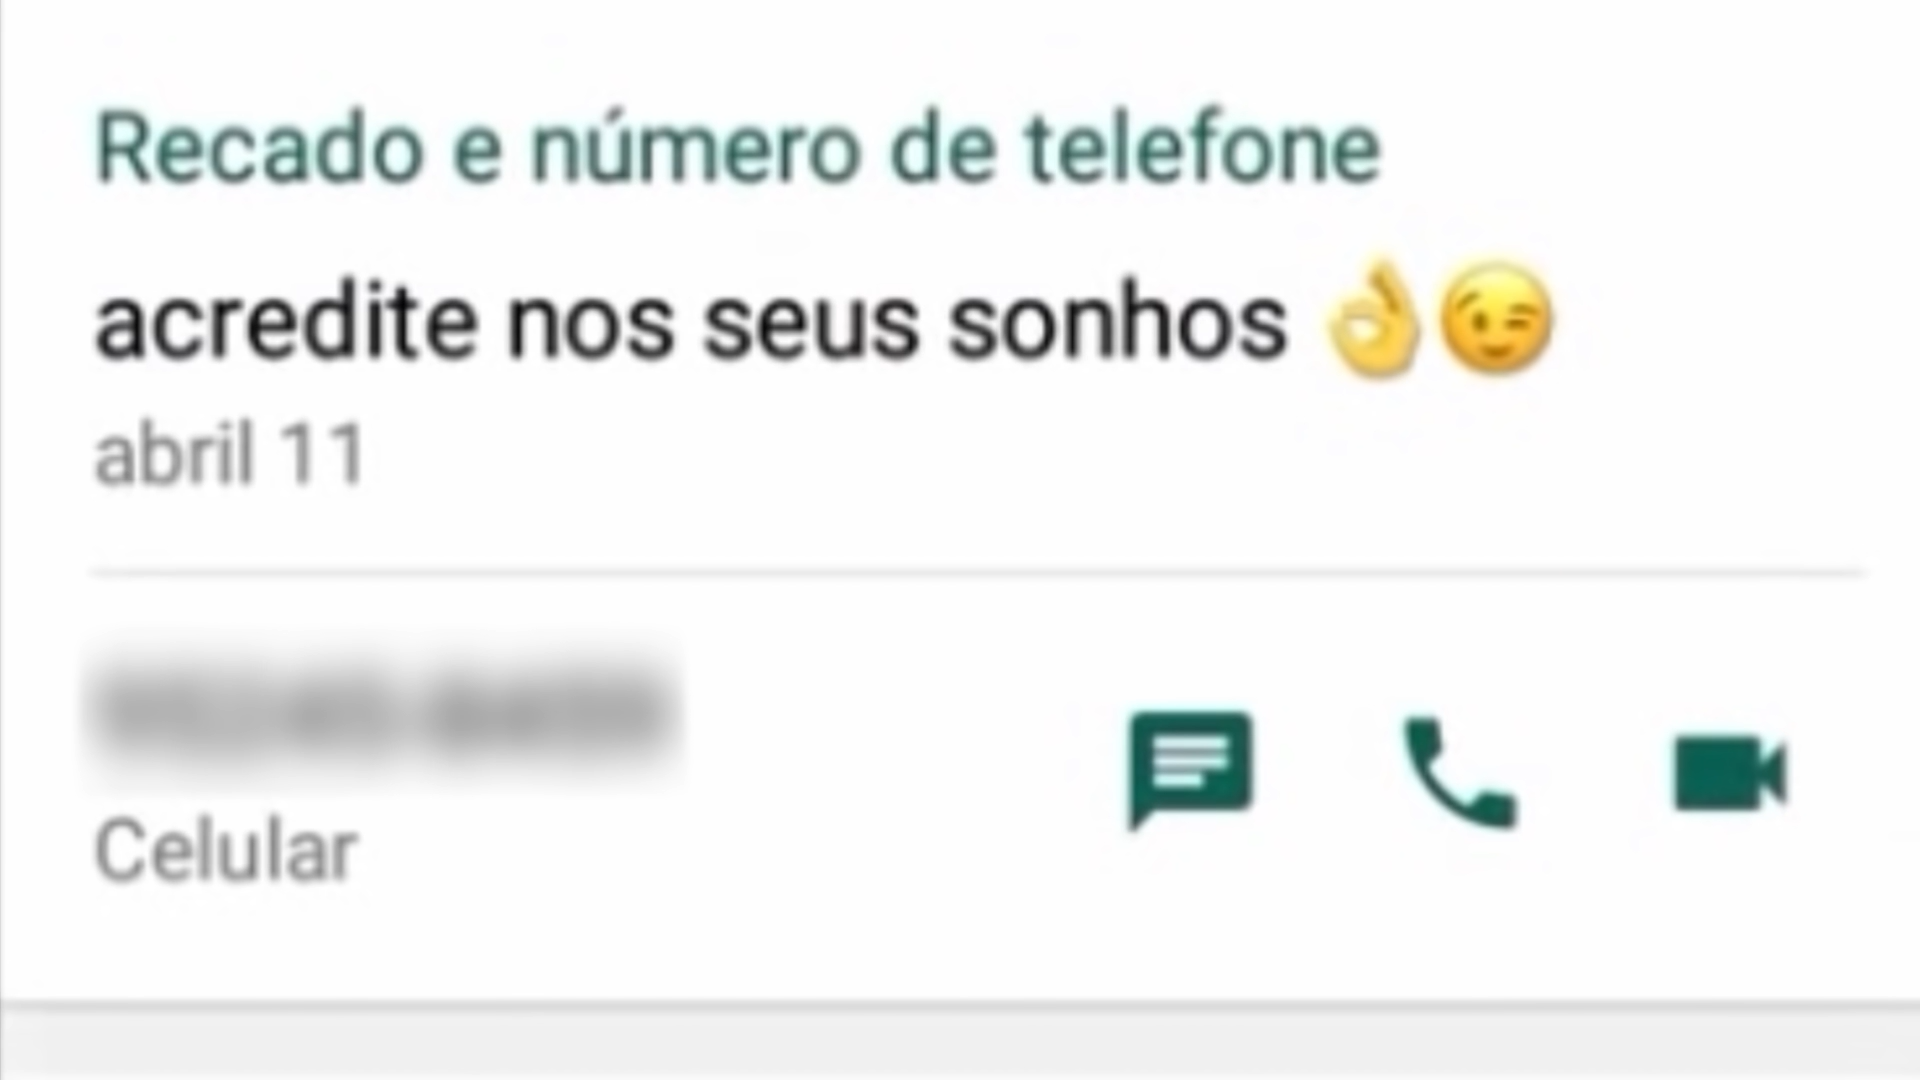 Recado e número de telefone
acredite nos seus sonhos 👌😉
abril 11
Celular